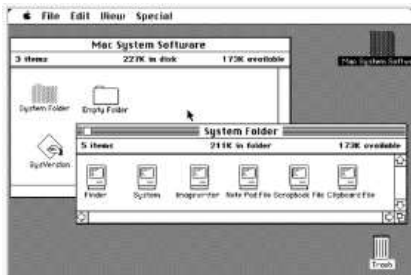 File Edit View Special
Mac System Software
3 items 227K in disk 173K available
Mac System Softwa
System Folder Empty Folder
SysVersion
System Folder
5 items 211K in folder 173K available
Finder System Imagewriter Note Pad File Scrapbook File Clipboard File
Trash